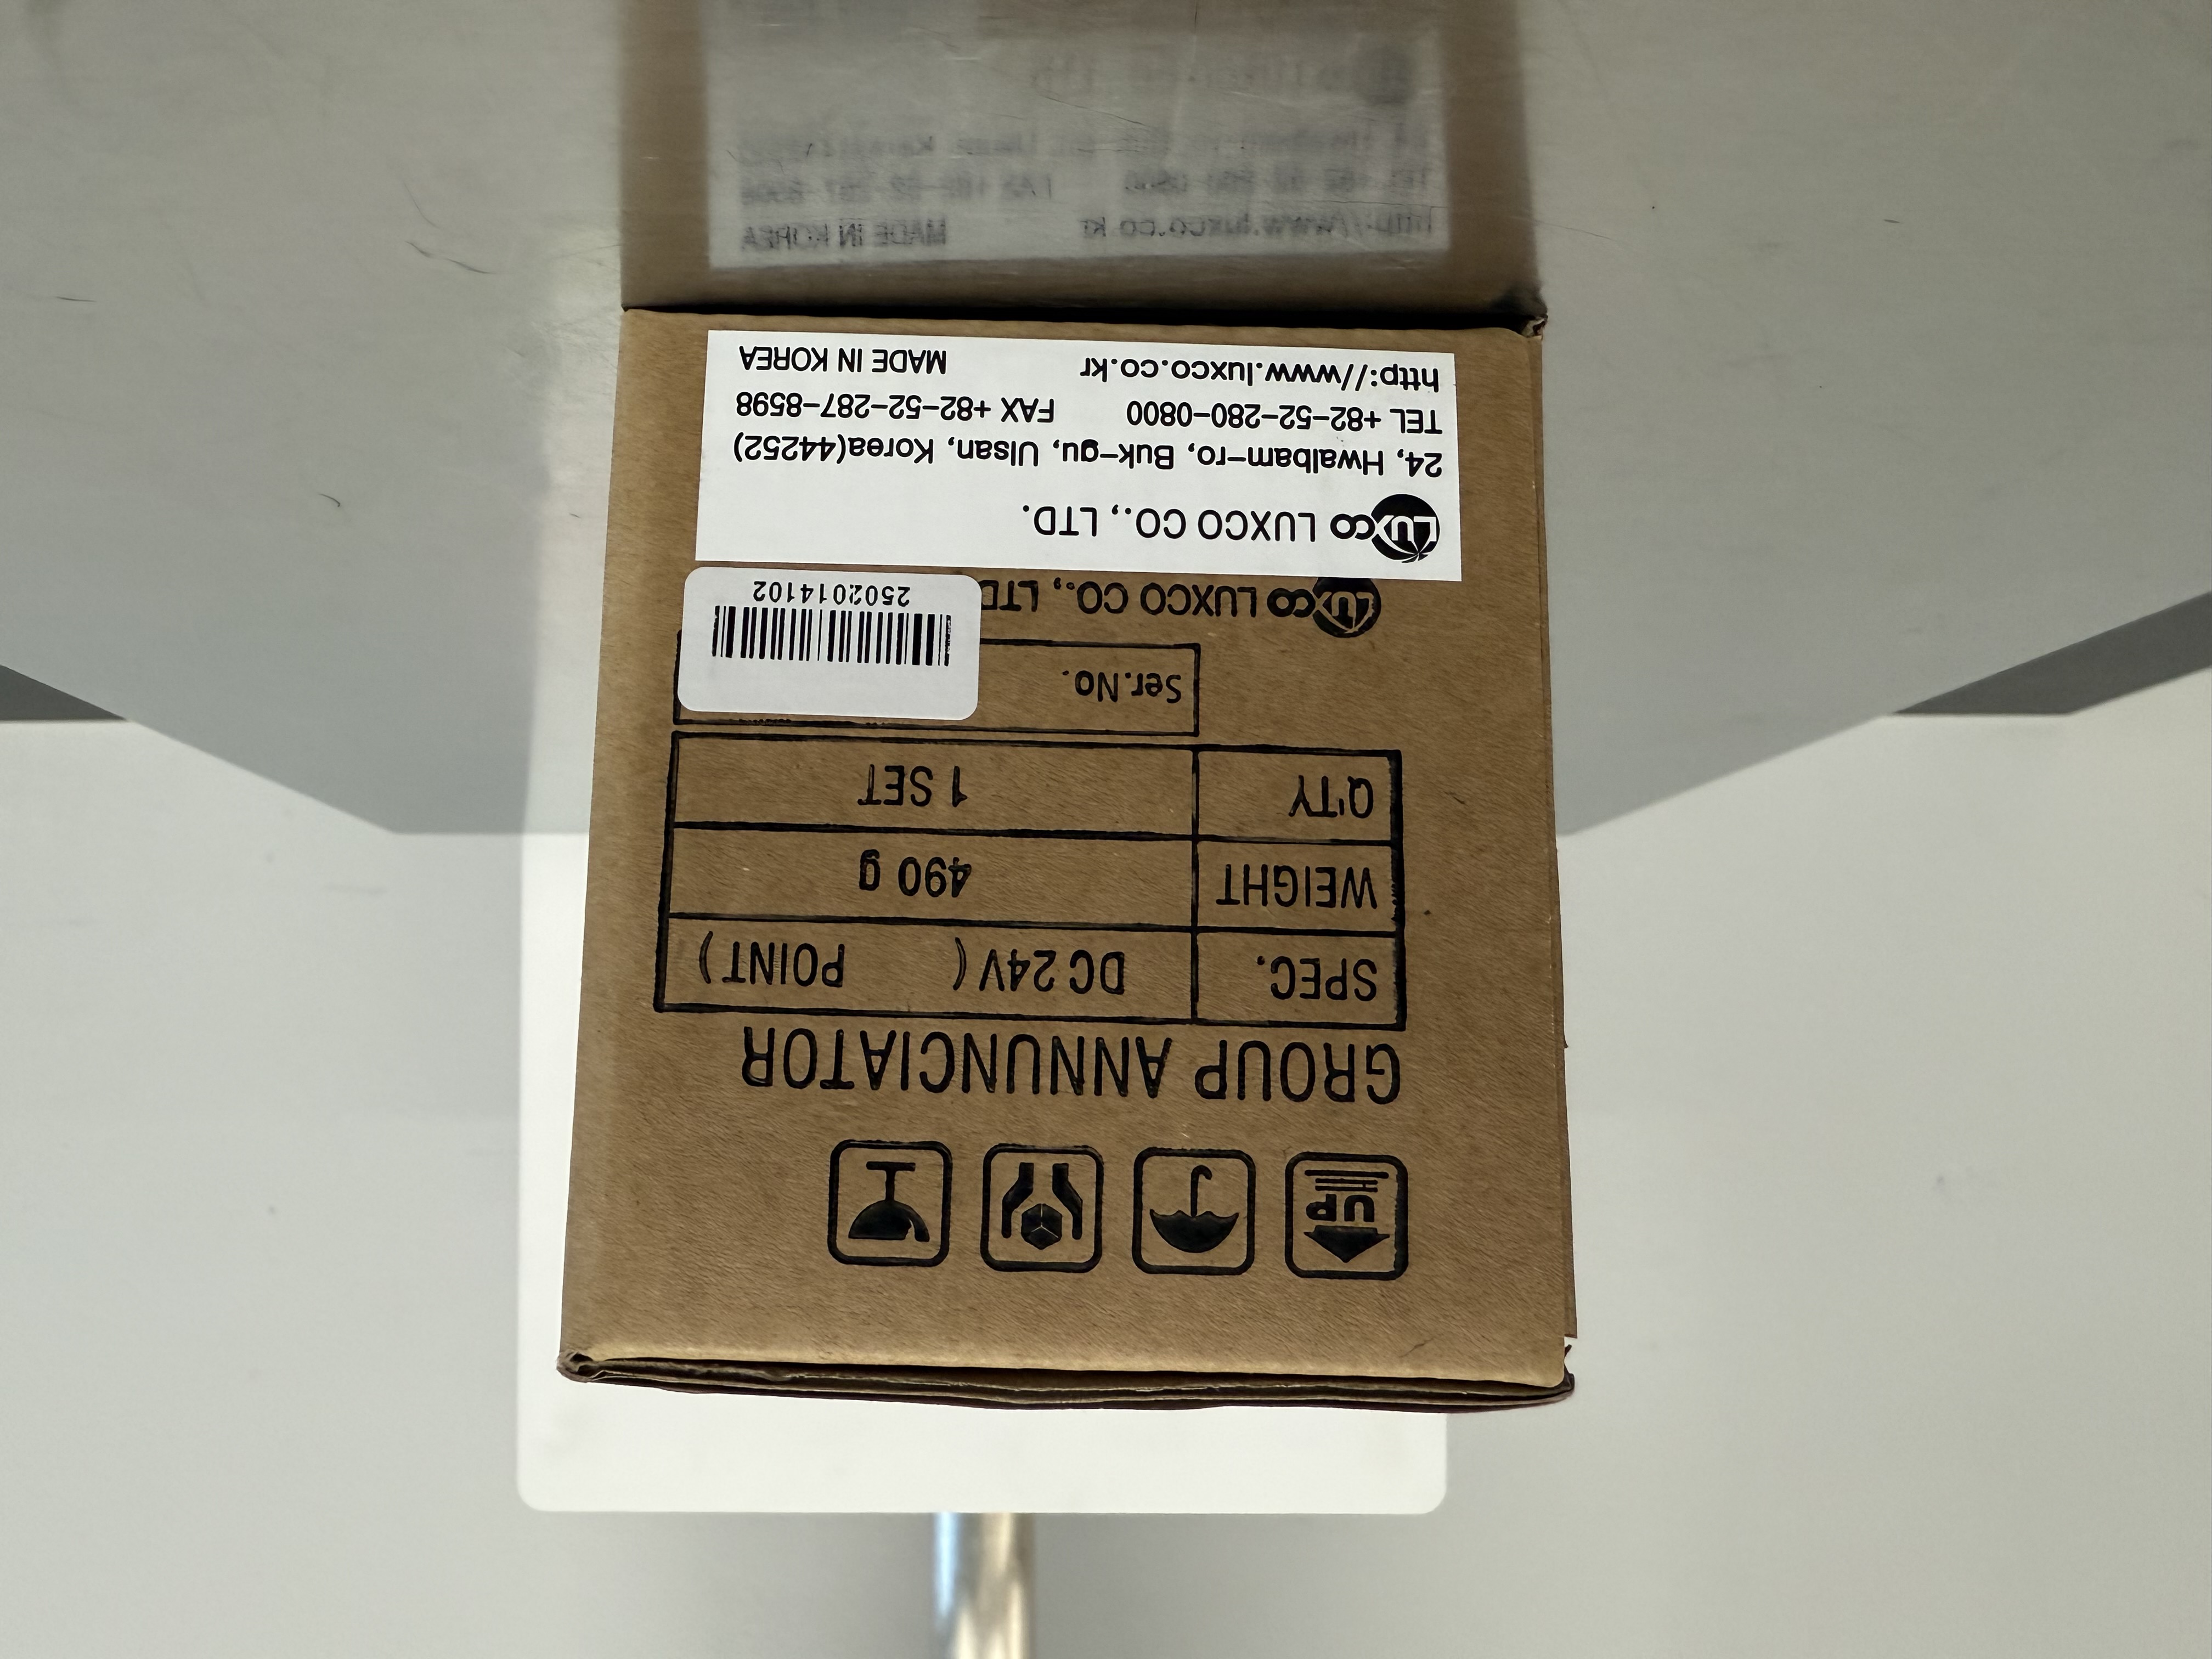 UP
GROUP ANNUNCIATOR
SPEC. DC 24V ( POINT )
WEIGHT 490 g
Q'TY 1 SET
Ser.No.
2502014102
LUXCO LUXCO CO., LTD
LUXCO LUXCO CO., LTD.
24, Hwalbam-ro, Buk-gu, Ulsan, Korea(44252)
TEL +82-52-280-0800 FAX +82-52-287-8598
http://www.luxco.co.kr MADE IN KOREA